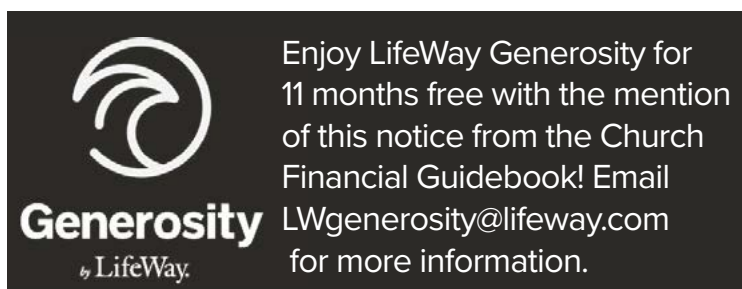 Generosity
by LifeWay.
Enjoy LifeWay Generosity for
11 months free with the mention
of this notice from the Church
Financial Guidebook! Email
LWgenerosity@lifeway.com
for more information.